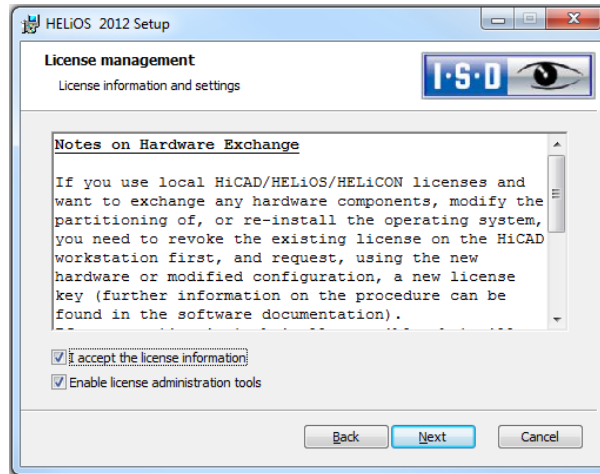 HELiOS 2012 Setup
License management
License information and settings
I·S·D
Notes on Hardware Exchange
If you use local HiCAD/HELiOS/HELiCON licenses and
want to exchange any hardware components, modify the
partitioning of, or re-install the operating system,
you need to revoke the existing license on the HiCAD
workstation first, and request, using the new
hardware or modified configuration, a new license
key (further information on the procedure can be
found in the software documentation).
I accept the license information
Enable license administration tools
Back
Next
Cancel